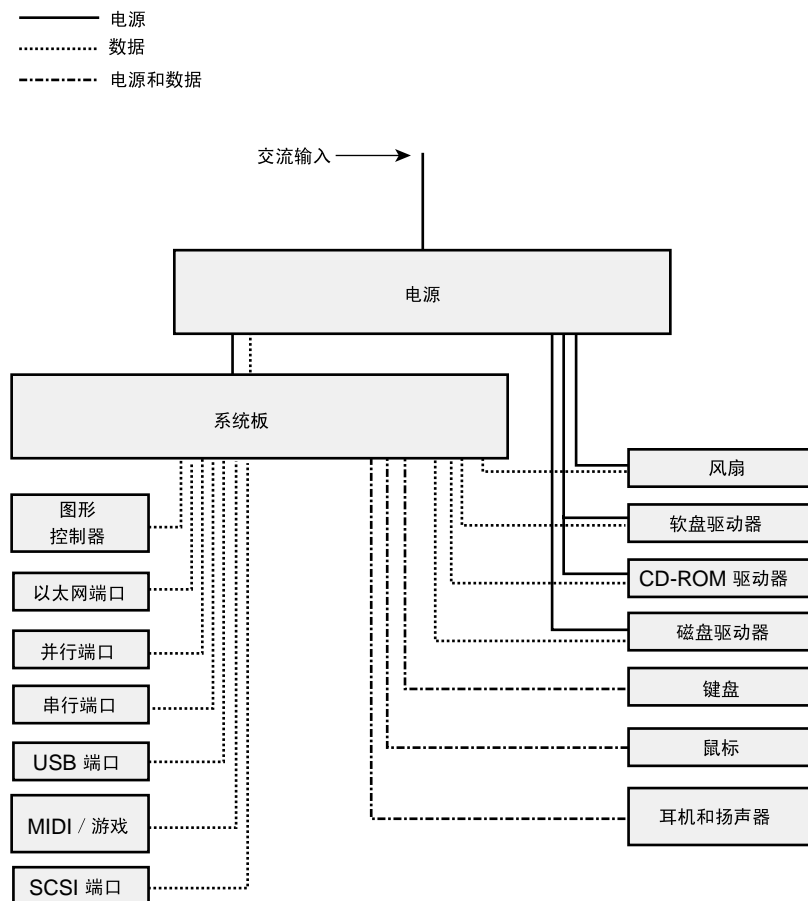 电源
数据
电源和数据
交流输入
电源
系统板
图形
控制器
以太网端口
并行端口
串行端口
USB 端口
MIDI / 游戏
SCSI 端口
风扇
软盘驱动器
CD-ROM 驱动器
磁盘驱动器
键盘
鼠标
耳机和扬声器